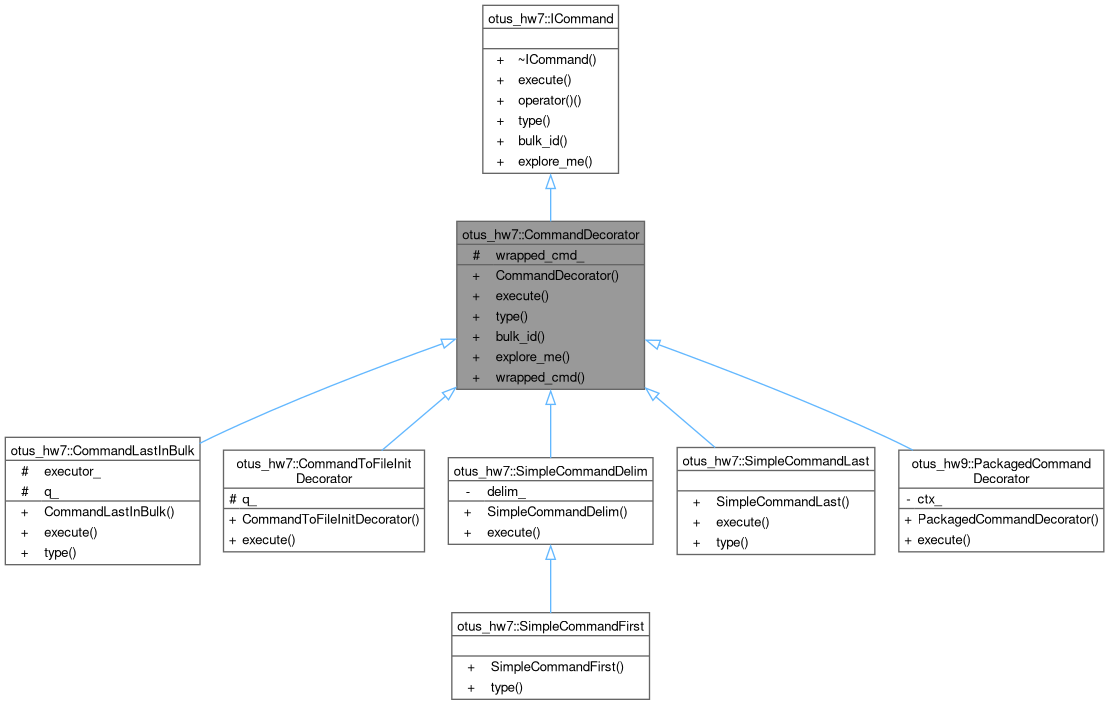 otus_hw7::ICommand
+ ~ICommand()
+ execute()
+ operator()()
+ type()
+ bulk_id()
+ explore_me()
otus_hw7::CommandDecorator
# wrapped_cmd_
+ CommandDecorator()
+ execute()
+ type()
+ bulk_id()
+ explore_me()
+ wrapped_cmd()
otus_hw7::CommandLastInBulk
# executor_
# q_
+ CommandLastInBulk()
+ execute()
+ type()
otus_hw7::CommandToFileInit
Decorator
# q_
+ CommandToFileInitDecorator()
+ execute()
otus_hw7::SimpleCommandDelim
- delim_
+ SimpleCommandDelim()
+ execute()
otus_hw7::SimpleCommandLast
+ SimpleCommandLast()
+ execute()
+ type()
otus_hw9::PackagedCommand
Decorator
- ctx_
+ PackagedCommandDecorator()
+ execute()
otus_hw7::SimpleCommandFirst
+ SimpleCommandFirst()
+ type()